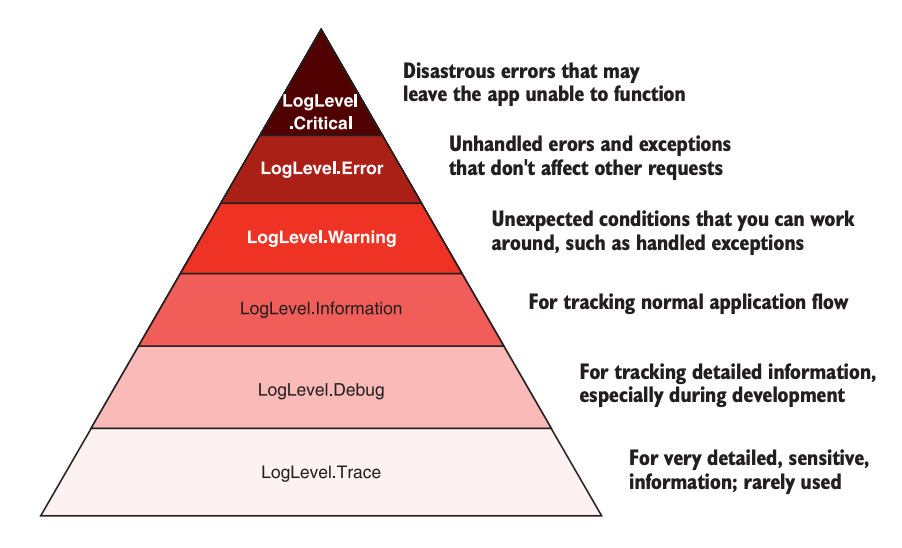 Disastrous errors that may
leave the app unable to function
LogLevel
.Critical
Unhandled errors and exceptions
that don't affect other requests
LogLevel.Error
Unexpected conditions that you can work
around, such as handled exceptions
LogLevel.Warning
For tracking normal application flow
LogLevel.Information
For tracking detailed information,
especially during development
LogLevel.Debug
For very detailed, sensitive,
information; rarely used
LogLevel.Trace